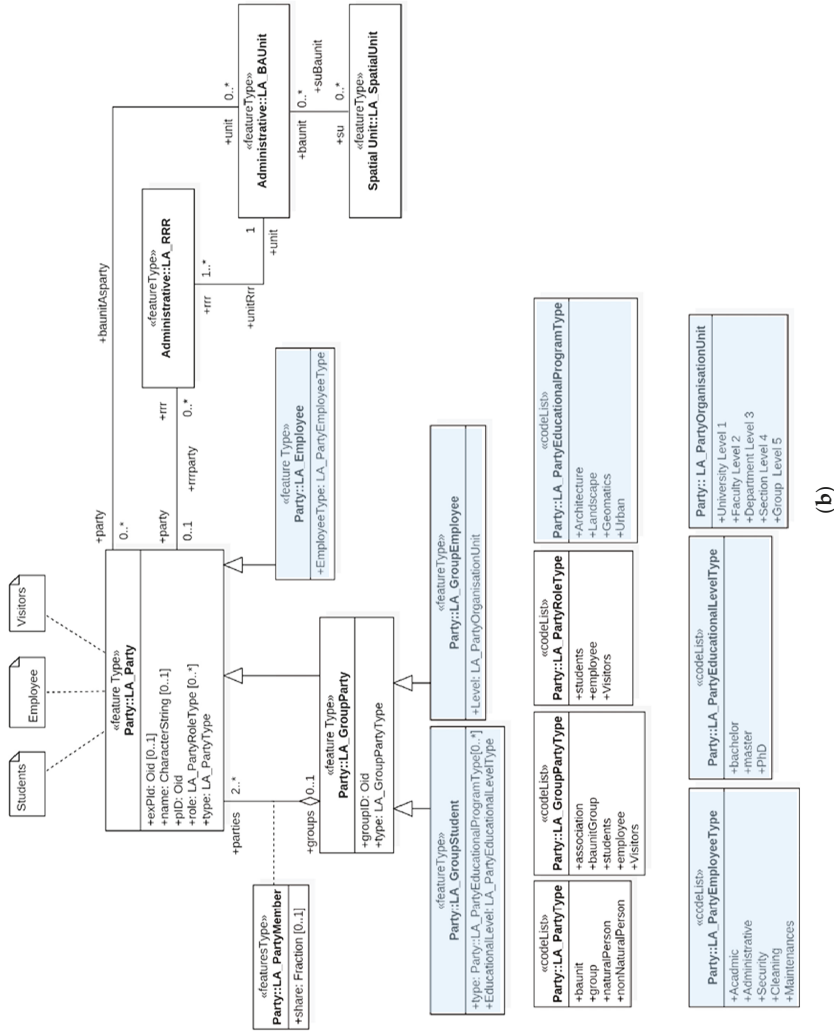 Students
Employee
Visitors
«feature Type»
Party::LA_Party
+exPId: Oid [0..1]
+name: CharacterString [0..1]
+pID: Oid
+role: LA_PartyRoleType [0..*]
+type: LA_PartyType
+party
0..*
+baunitAsparty
+unit
0..*
+party
0..1
+rrrparty
+rrr
0..*
«featureType»
Administrative::LA_RRR
+rrr
1..*
+unitRrr
1
+unit
«featureType»
Administrative::LA_BAUnit
+baunit
0..*
+suBaunit
+su
0..*
«featureType»
Spatial Unit::LA_SpatialUnit
+parties
2..*
+groups
0..1
«featuresType»
Party::LA_PartyMember
+share: Fraction [0..1]
«feature Type»
Party::LA_GroupParty
+groupID: Oid
+type: LA_GroupPartyType
«feature Type»
Party::LA_Employee
+EmployeeType: LA_PartyEmployeeType
«featureType»
Party::LA_GroupStudent
+type: Party::LA_PartyEducationalProgramType[0..*]
+EducationalLevel: LA_PartyEducationalLevelType
«featureType»
Party::LA_GroupEmployee
+Level: LA_PartyOrganisationUnit
«codeList»
Party::LA_PartyType
+baunit
+group
+naturalPerson
+nonNaturalPerson
«codeList»
Party::LA_GroupPartyType
+association
+baunitGroup
+students
+employee
+Visitors
«codeList»
Party::LA_PartyRoleType
+students
+employee
+Visitors
«codeList»
Party::LA_PartyEducationalProgramType
+Architecture
+Landscape
+Geomatics
+Urban
«codeList»
Party::LA_PartyEmployeeType
+Acadmic
+Administrative
+Security
+Cleaning
+Maintenances
«codeList»
Party::LA_PartyEducationalLevelType
+bachelor
+master
+PhD
Party:: LA_PartyOrganisationUnit
+University Level 1
+Faculty Level 2
+Department Level 3
+Section Level 4
+Group Level 5
(b)